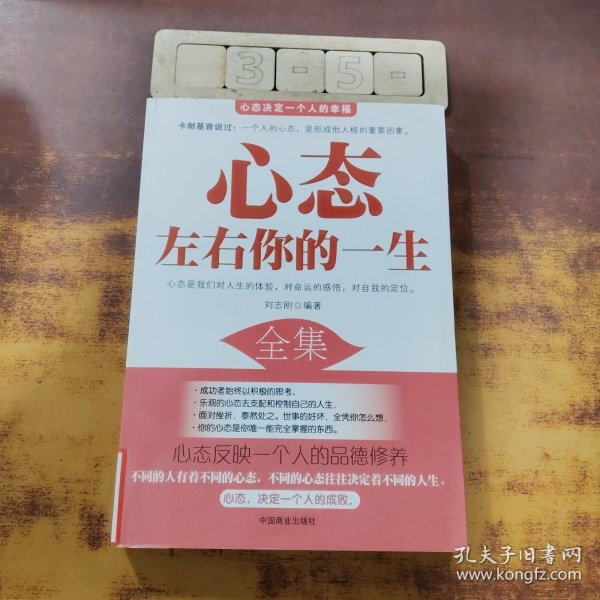 3-5-
心态决定一个人的幸福
卡耐基曾说过：一个人的心态，是形成他人格的重要因素。
心态
左右你的一生
心态是我们对人生的体验，对命运的感悟，对自我的定位。
刘志刚◎编著
全集
·成功者始终以积极的思考、
·乐观的心态去支配和控制自己的人生，
·面对挫折，泰然处之。世事的好坏，全凭你怎么想，
·你的心态是你唯一能完全掌握的东西。
心态反映一个人的品德修养
不同的人有着不同的心态，不同的心态往往决定着不同的人生。
心态，决定一个人的成败。
中国商业出版社
孔夫子旧书网
www.kongfz.com